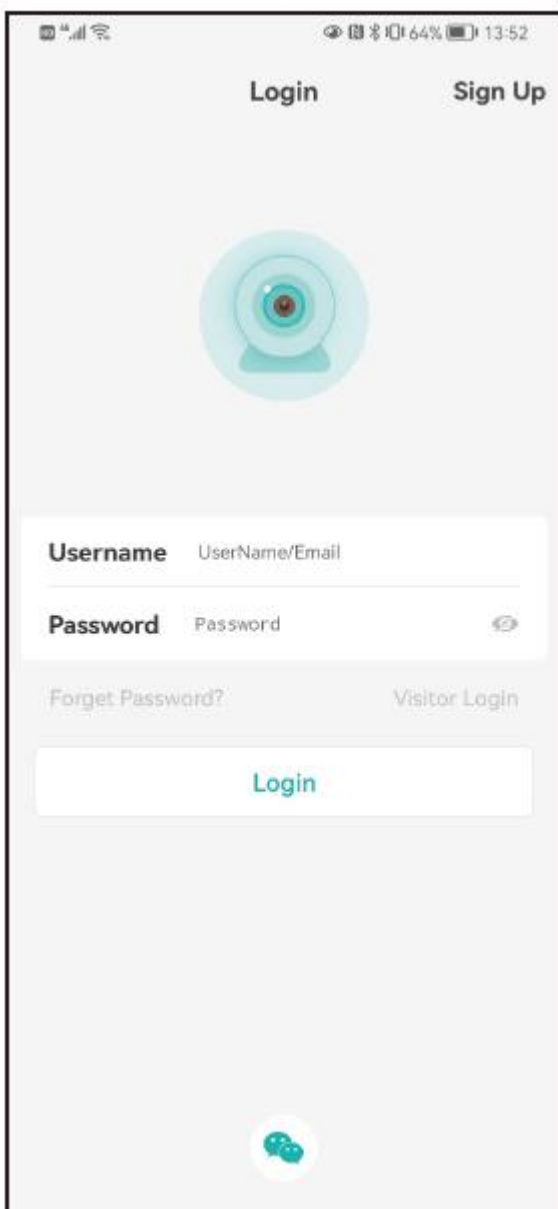 64% 13:52
Login Sign Up
Username UserName/Email
Password Password
Forget Password? Visitor Login
Login